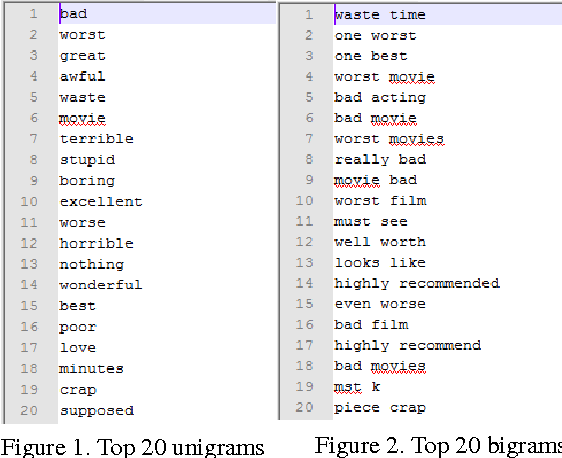 1 bad
2 worst
3 great
4 awful
5 waste
6 movie
7 terrible
8 stupid
9 boring
10 excellent
11 worse
12 horrible
13 nothing
14 wonderful
15 best
16 poor
17 love
18 minutes
19 crap
20 supposed
Figure 1. Top 20 unigrams
1 waste time
2 one worst
3 one best
4 worst movie
5 bad acting
6 bad movie
7 worst movies
8 really bad
9 movie bad
10 worst film
11 must see
12 well worth
13 looks like
14 highly recommended
15 even worse
16 bad film
17 highly recommend
18 bad movies
19 mst k
20 piece crap
Figure 2. Top 20 bigrams